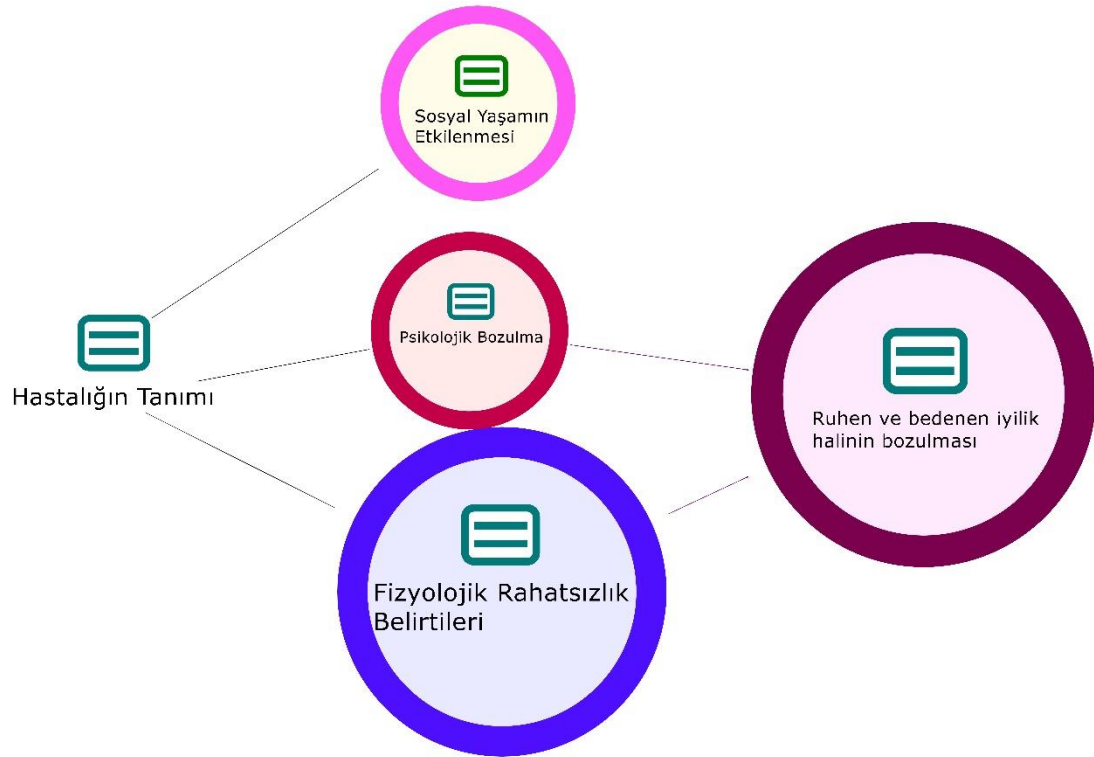 Sosyal Yaşamın
Etkilenmesi
Psikolojik Bozulma
Hastalığın Tanımı
Ruhen ve bedenen iyilik
halinin bozulması
Fizyolojik Rahatsızlık
Belirtileri